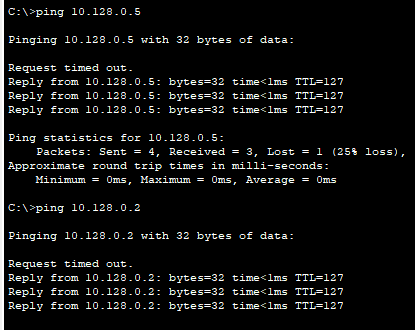 C:\>ping 10.128.0.5
Pinging 10.128.0.5 with 32 bytes of data:
Request timed out.
Reply from 10.128.0.5: bytes=32 time<1ms TTL=127
Reply from 10.128.0.5: bytes=32 time<1ms TTL=127
Reply from 10.128.0.5: bytes=32 time<1ms TTL=127
Ping statistics for 10.128.0.5:
Packets: Sent = 4, Received = 3, Lost = 1 (25% loss),
Approximate round trip times in milli-seconds:
Minimum = 0ms, Maximum = 0ms, Average = 0ms
C:\>ping 10.128.0.2
Pinging 10.128.0.2 with 32 bytes of data:
Request timed out.
Reply from 10.128.0.2: bytes=32 time<1ms TTL=127
Reply from 10.128.0.2: bytes=32 time<1ms TTL=127
Reply from 10.128.0.2: bytes=32 time<1ms TTL=127